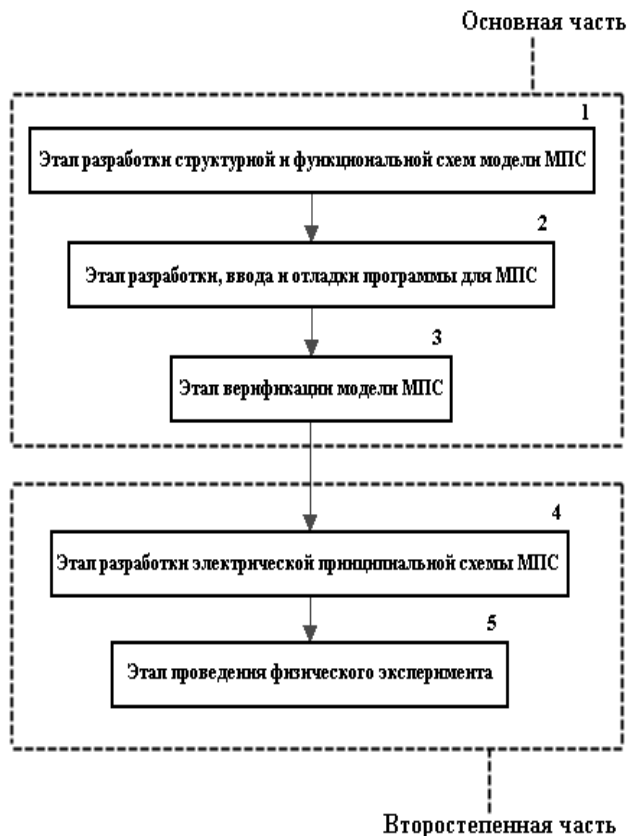 Основная часть
1
Этап разработки структурной и функциональной схем модели МПС
2
Этап разработки, ввода и отладки программы для МПС
3
Этап верификации модели МПС
4
Этап разработки электрической принципиальной схемы МПС
5
Этап проведения физического эксперимента
Второстепенная часть